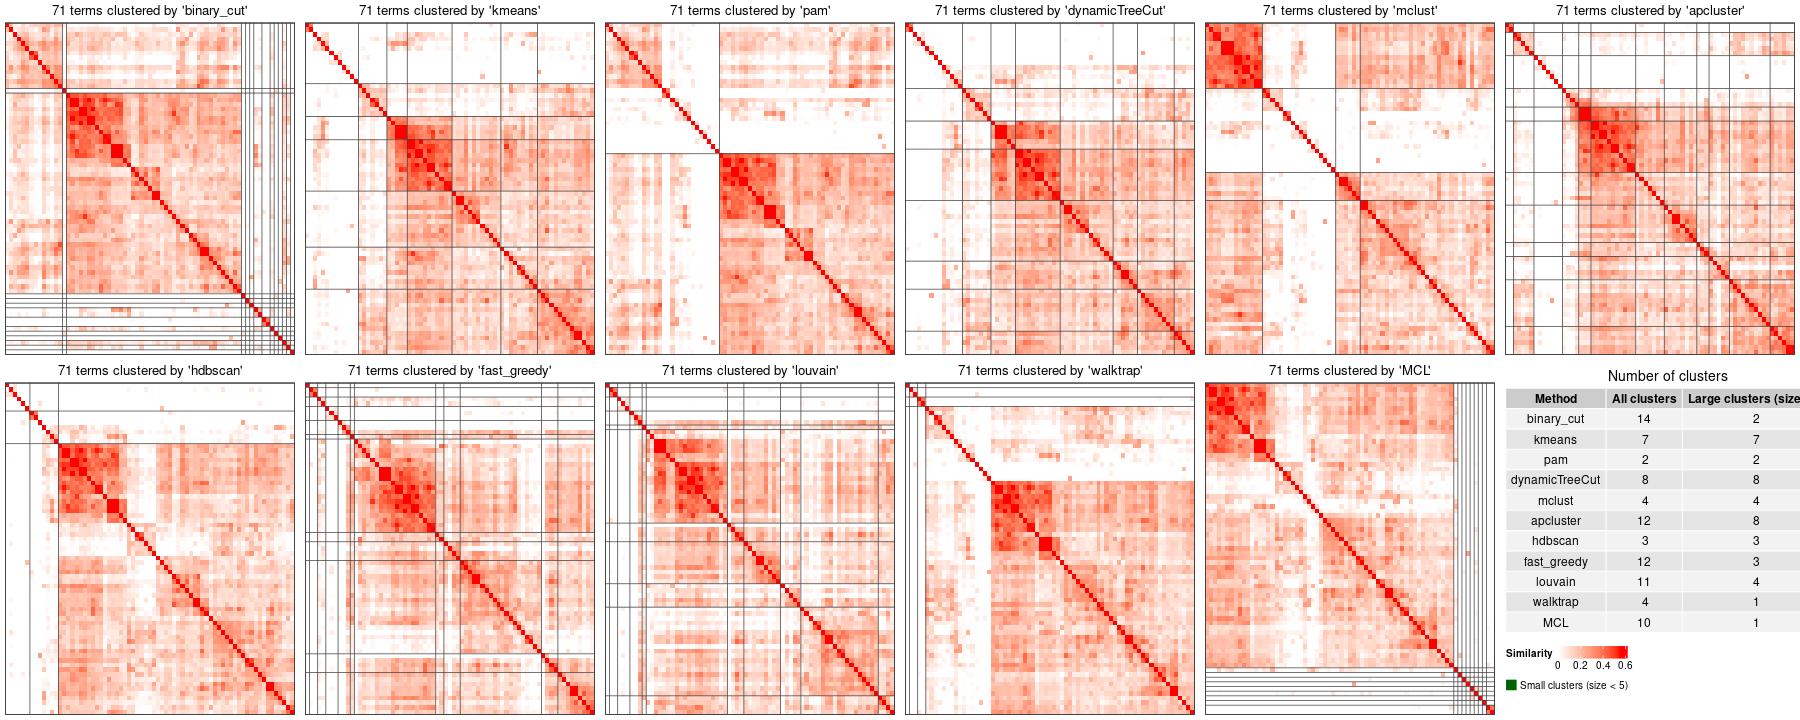 71 terms clustered by 'binary_cut'
71 terms clustered by 'kmeans'
71 terms clustered by 'pam'
71 terms clustered by 'dynamicTreeCut'
71 terms clustered by 'mclust'
71 terms clustered by 'apcluster'
71 terms clustered by 'hdbscan'
71 terms clustered by 'fast_greedy'
71 terms clustered by 'louvain'
71 terms clustered by 'walktrap'
71 terms clustered by 'MCL'
Number of clusters
Method All clusters Large clusters (size
binary_cut 14 2
kmeans 7 7
pam 2 2
dynamicTreeCut 8 8
mclust 4 4
apcluster 12 8
hdbscan 3 3
fast_greedy 12 3
louvain 11 4
walktrap 4 1
MCL 10 1
Similarity
0 0.2 0.4 0.6
Small clusters (size < 5)